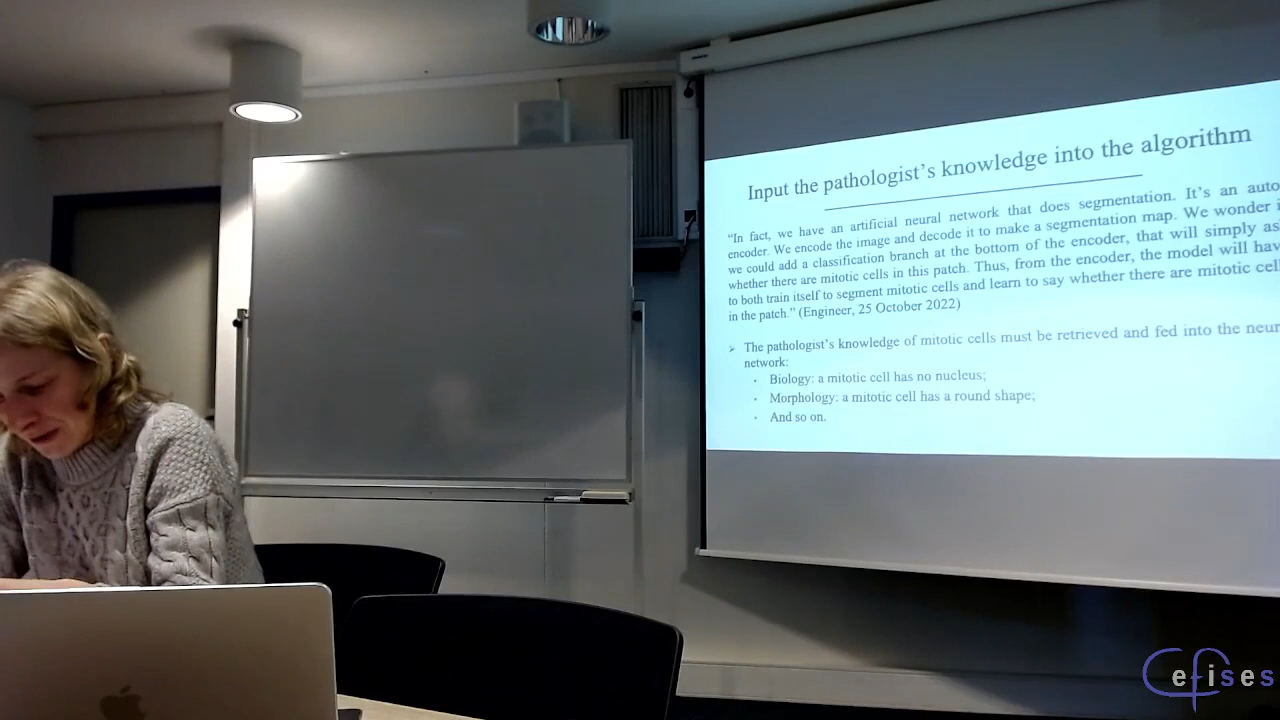 Input the pathologist's knowledge into the algorithm
“In fact, we have an artificial neural network that does segmentation. It's an auto
encoder. We encode the image and decode it to make a segmentation map. We wonder i
we could add a classification branch at the bottom of the encoder, that will simply as
whether there are mitotic cells in this patch. Thus, from the encoder, the model will hav
to both train itself to segment mitotic cells and learn to say whether there are mitotic cell
in the patch.” (Engineer, 25 October 2022)
➢ The pathologist's knowledge of mitotic cells must be retrieved and fed into the neur
network:
• Biology: a mitotic cell has no nucleus;
• Morphology: a mitotic cell has a round shape;
• And so on.
Cefises